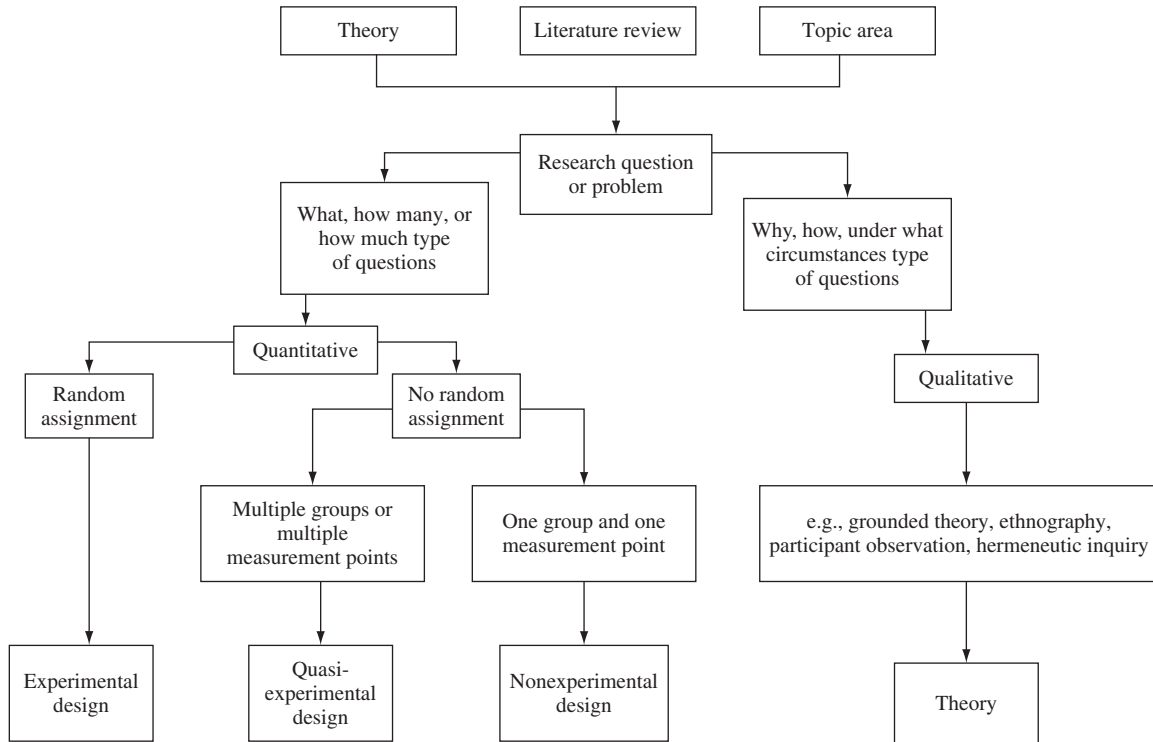 Theory
Literature review
Topic area
Research question
or problem
What, how many, or
how much type
of questions
Why, how, under what
circumstances type
of questions
Quantitative
Qualitative
Random
assignment
No random
assignment
Multiple groups or
multiple
measurement points
One group and one
measurement point
e.g., grounded theory, ethnography,
participant observation, hermeneutic inquiry
Experimental
design
Quasi-
experimental
design
Nonexperimental
design
Theory